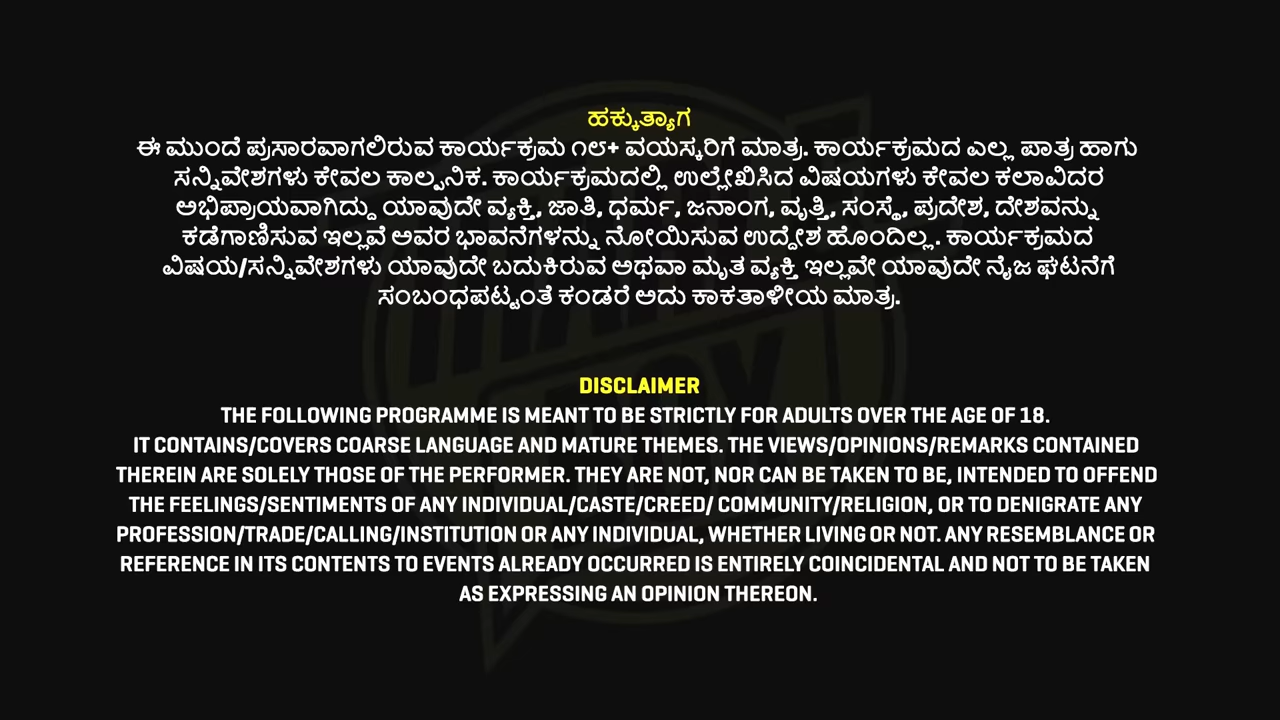 ಹಕ್ಕುತ್ಯಾಗ
ಈ ಮುಂದೆ ಪ್ರಸಾರವಾಗಲಿರುವ ಕಾರ್ಯಕ್ರಮ ೧೮+ ವಯಸ್ಕರಿಗೆ ಮಾತ್ರ. ಕಾರ್ಯಕ್ರಮದ ಎಲ್ಲ ಪಾತ್ರ ಹಾಗು
ಸನ್ನಿವೇಶಗಳು ಕೇವಲ ಕಾಲ್ಪನಿಕ. ಕಾರ್ಯಕ್ರಮದಲ್ಲಿ ಉಲ್ಲೇಖಿಸಿದ ವಿಷಯಗಳು ಕೇವಲ ಕಲಾವಿದರ
ಅಭಿಪ್ರಾಯವಾಗಿದ್ದು ಯಾವುದೇ ವ್ಯಕ್ತಿ, ಜಾತಿ, ಧರ್ಮ, ಜನಾಂಗ, ವೃತ್ತಿ, ಸಂಸ್ಥೆ, ಪ್ರದೇಶ, ದೇಶವನ್ನು
ಕಡೆಗಾಣಿಸುವ ಇಲ್ಲವೆ ಅವರ ಭಾವನೆಗಳನ್ನು ನೋಯಿಸುವ ಉದ್ದೇಶ ಹೊಂದಿಲ್ಲ. ಕಾರ್ಯಕ್ರಮದ
ವಿಷಯ/ಸನ್ನಿವೇಶಗಳು ಯಾವುದೇ ಬದುಕಿರುವ ಅಥವಾ ಮೃತ ವ್ಯಕ್ತಿ ಇಲ್ಲವೇ ಯಾವುದೇ ನೈಜ ಘಟನೆಗೆ
ಸಂಬಂಧಪಟ್ಟಂತೆ ಕಂಡರೆ ಅದು ಕಾಕತಾಳೀಯ ಮಾತ್ರ.
DISCLAIMER
THE FOLLOWING PROGRAMME IS MEANT TO BE STRICTLY FOR ADULTS OVER THE AGE OF 18.
IT CONTAINS/COVERS COARSE LANGUAGE AND MATURE THEMES. THE VIEWS/OPINIONS/REMARKS CONTAINED
THEREIN ARE SOLELY THOSE OF THE PERFORMER. THEY ARE NOT, NOR CAN BE TAKEN TO BE, INTENDED TO OFFEND
THE FEELINGS/SENTIMENTS OF ANY INDIVIDUAL/CASTE/CREED/ COMMUNITY/RELIGION, OR TO DENIGRATE ANY
PROFESSION/TRADE/CALLING/INSTITUTION OR ANY INDIVIDUAL, WHETHER LIVING OR NOT. ANY RESEMBLANCE OR
REFERENCE IN ITS CONTENTS TO EVENTS ALREADY OCCURRED IS ENTIRELY COINCIDENTAL AND NOT TO BE TAKEN
AS EXPRESSING AN OPINION THEREON.